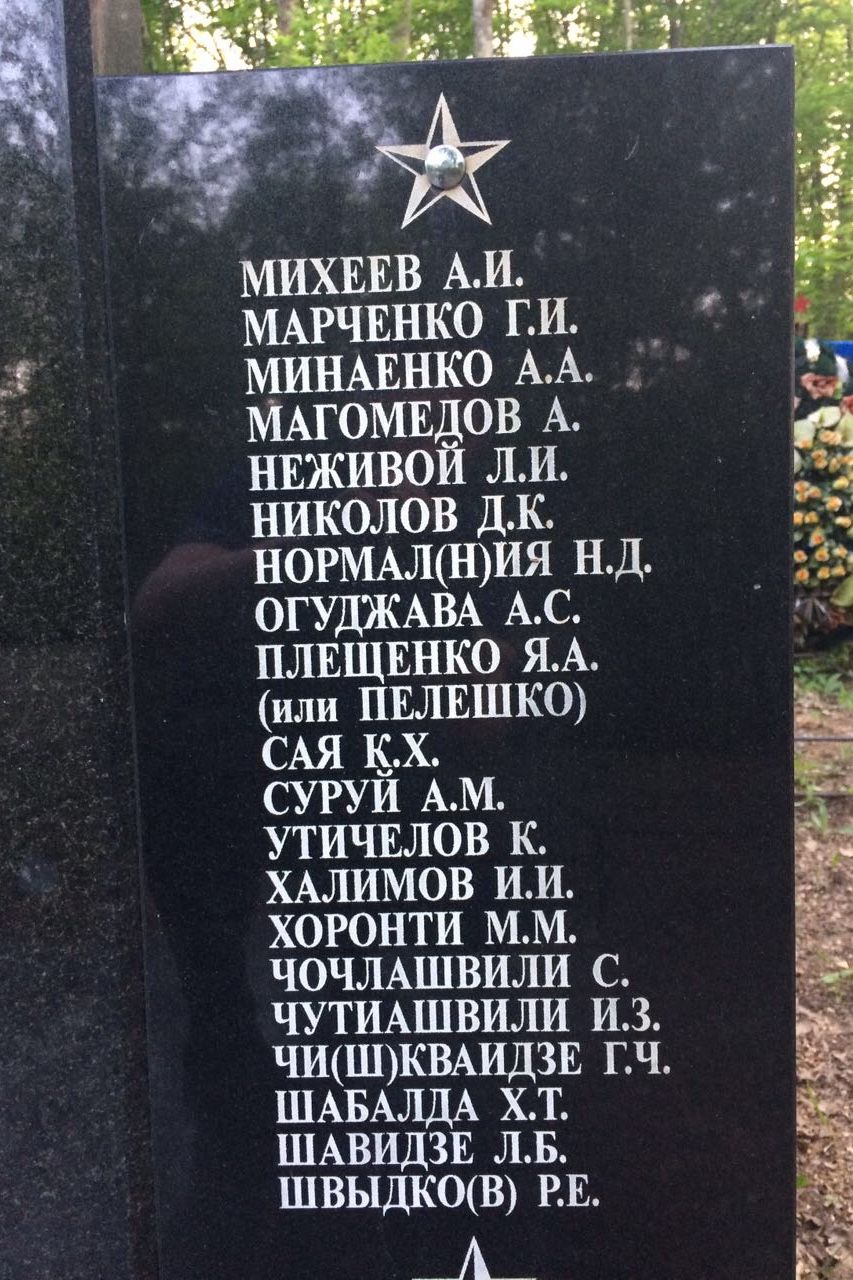 МИХЕЕВ А.И.
МАРЧЕНКО Г.И.
МИНАЕНКО А.А.
МАГОМЕДОВ А.
НЕЖИВОЙ Л.И.
НИКОЛОВ Д.К.
НОРМАЛ(Н)ИЯ Н.Д.
ОГУДЖАВА А.С.
ПЛЕЩЕНКО Я.А.
(или ПЕЛЕШКО)
САЯ К.Х.
СУРУЙ А.М.
УТИЧЕЛОВ К.
ХАЛИМОВ И.И.
ХОРОНТИ М.М.
ЧОЧЛАШВИЛИ С.
ЧУТИАШВИЛИ И.З.
ЧИ(Ш)КВАИДЗЕ Г.Ч.
ШАБАЛДА Х.Т.
ШАВИДЗЕ Л.Б.
ШВЫДКО(В) Р.Е.